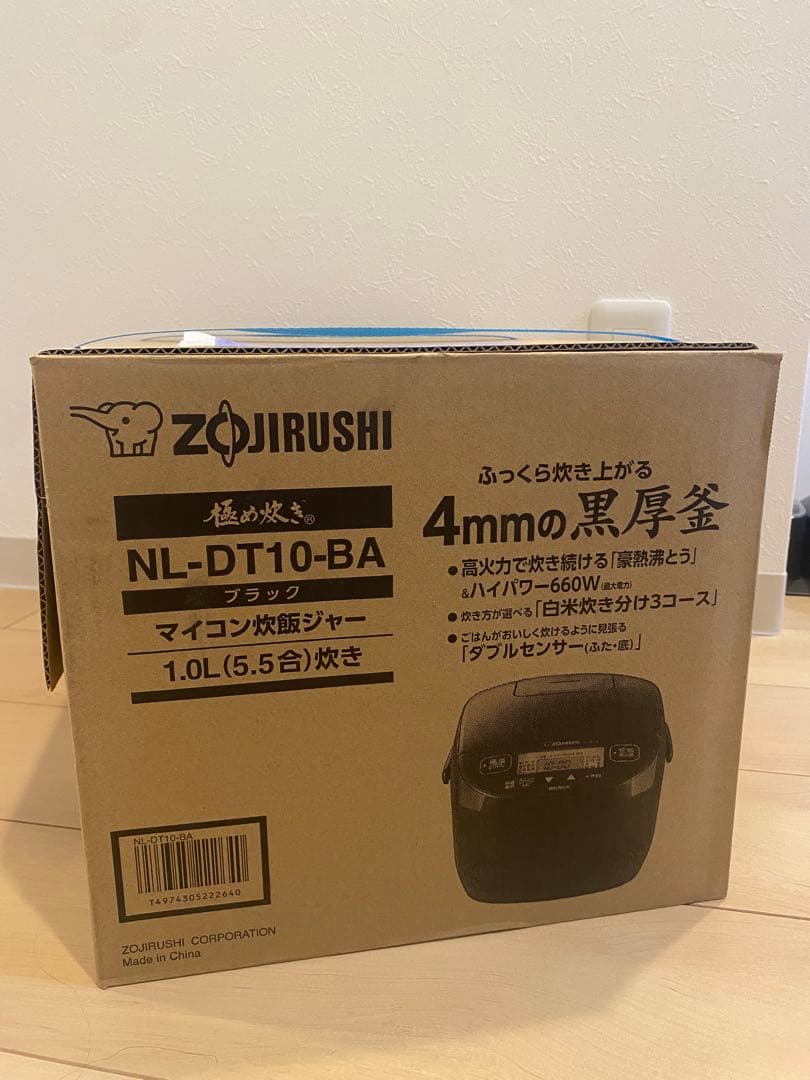 ZOJIRUSHI
極め炊き®
NL-DT10-BA
ブラック
マイコン炊飯ジャー
1.0L(5.5合)炊き
ふっくら炊き上がる
4mmの黒厚釜
●高火力で炊き続ける「豪熱沸とう」
&ハイパワー660W(最大電力)
●炊き方が選べる「白米炊き分け3コース」
●ごはんがおいしく炊けるように見張る
「ダブルセンサー(ふた・底)」
ZOJIRUSHI
10:00
NL-DT10-BA
T4974305222640
ZOJIRUSHI CORPORATION
Made in China